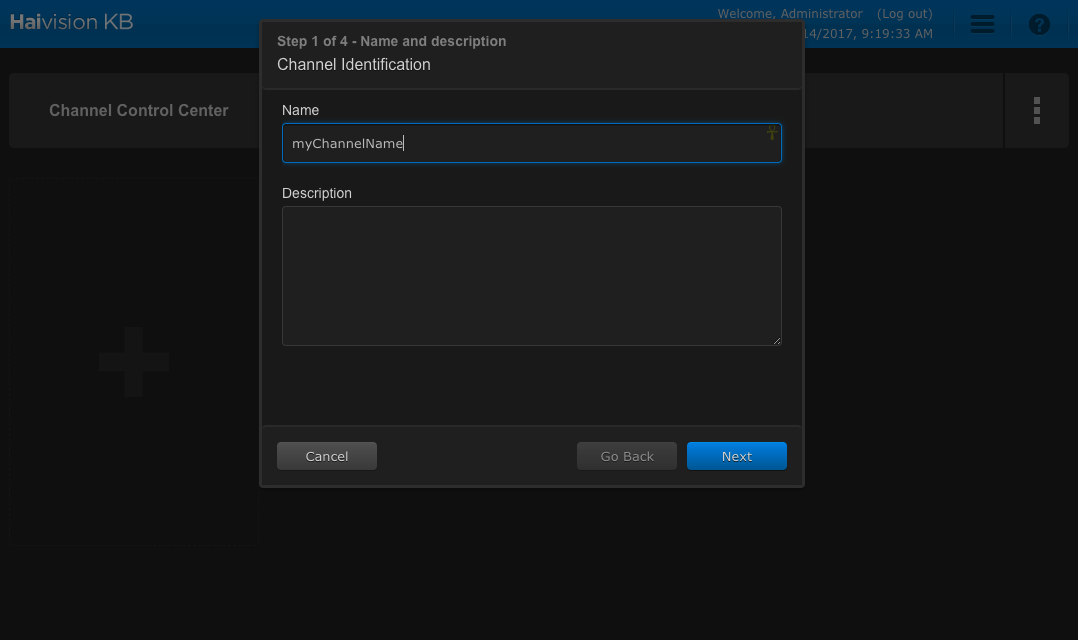 Haivision KB
Welcome, Administrator (Log out)
14/2017, 9:19:33 AM
Channel Control Center
Step 1 of 4 - Name and description
Channel Identification
Name
myChannelName
Description
Cancel
Go Back
Next